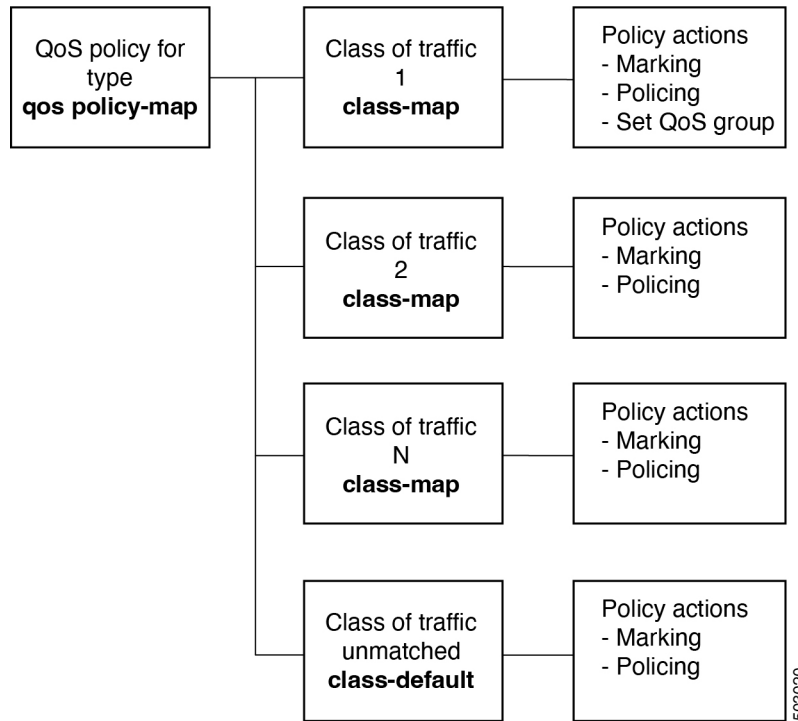 QoS policy for
type
qos policy-map
Class of traffic
1
class-map
Policy actions
- Marking
- Policing
- Set QoS group
Class of traffic
2
class-map
Policy actions
- Marking
- Policing
Class of traffic
N
class-map
Policy actions
- Marking
- Policing
Class of traffic
unmatched
class-default
Policy actions
- Marking
- Policing